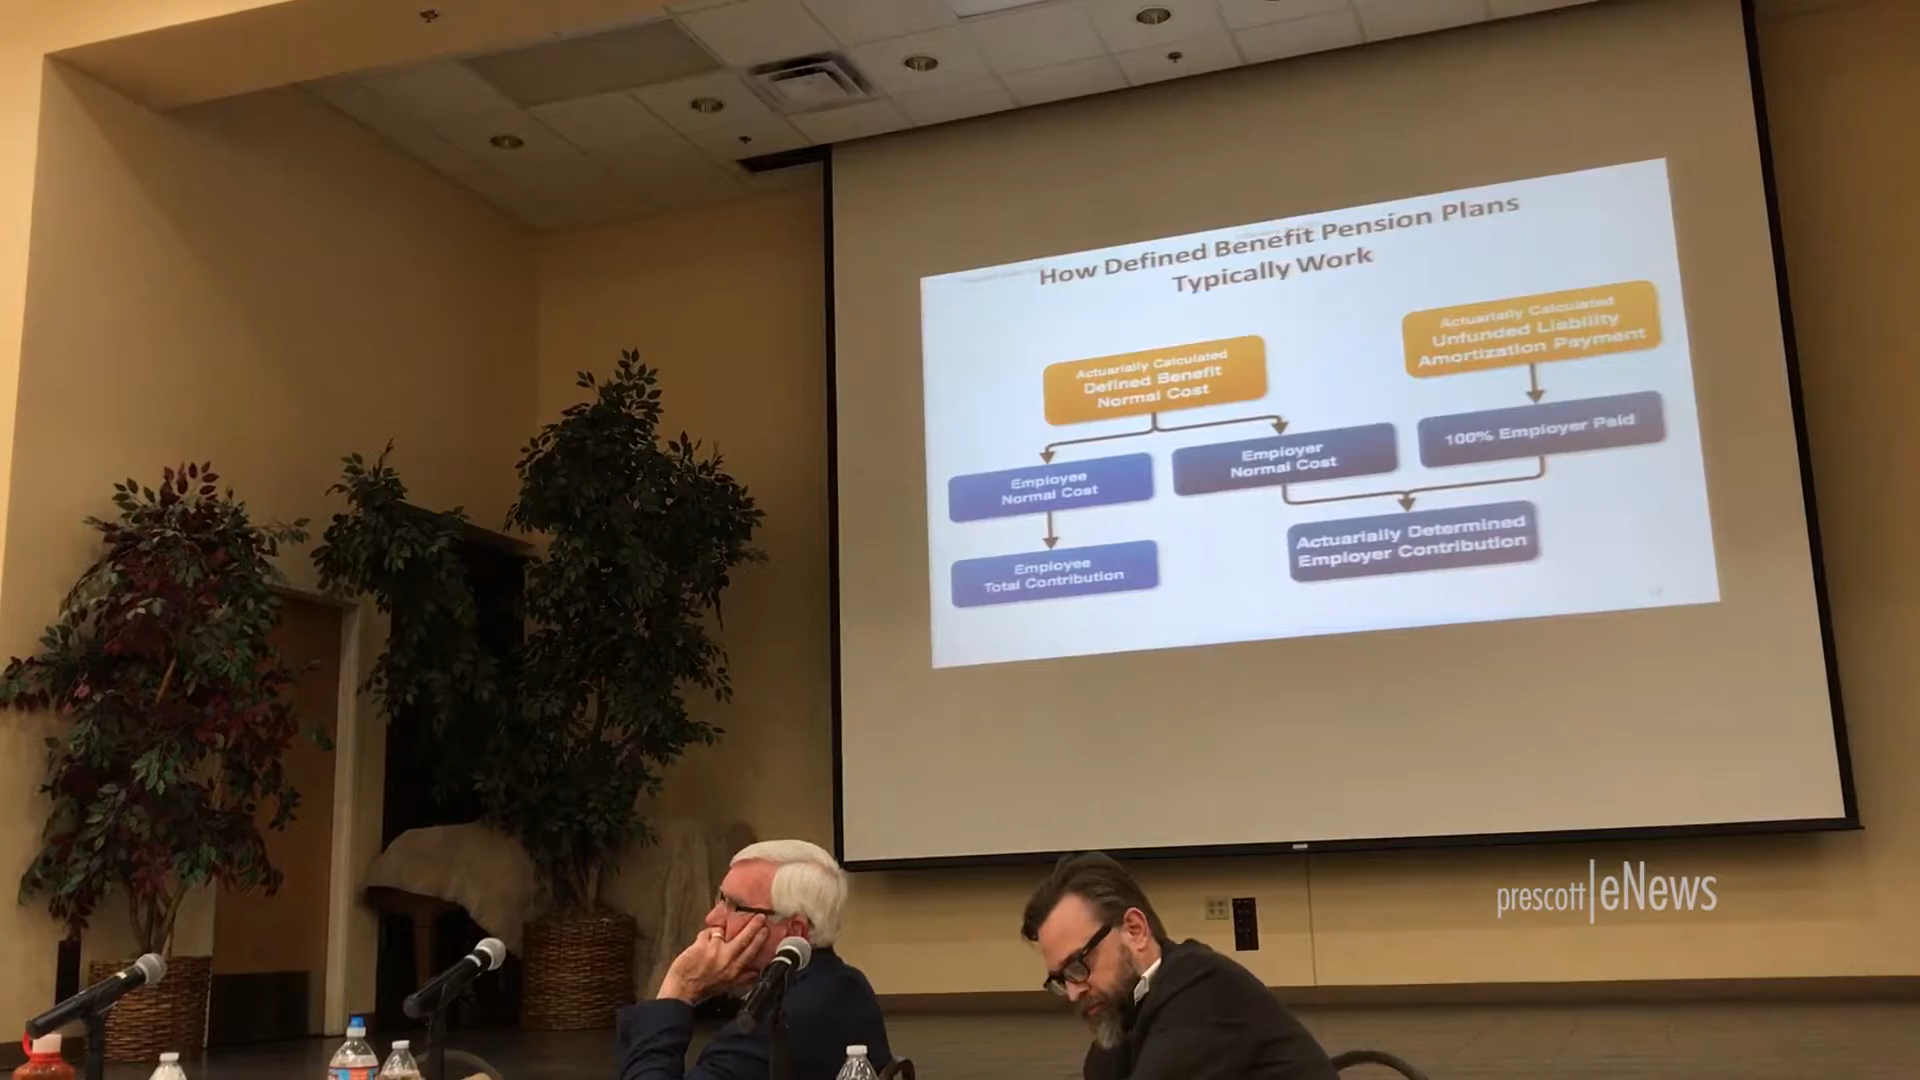 How Defined Benefit Pension Plans
Typically Work
Actuarially Calculated
Defined Benefit
Normal Cost
Actuarially Calculated
Unfunded Liability
Amortization Payment
Employee
Normal Cost
Employer
Normal Cost
100% Employer Paid
Employee
Total Contribution
Actuarially Determined
Employer Contribution
prescott|eNews